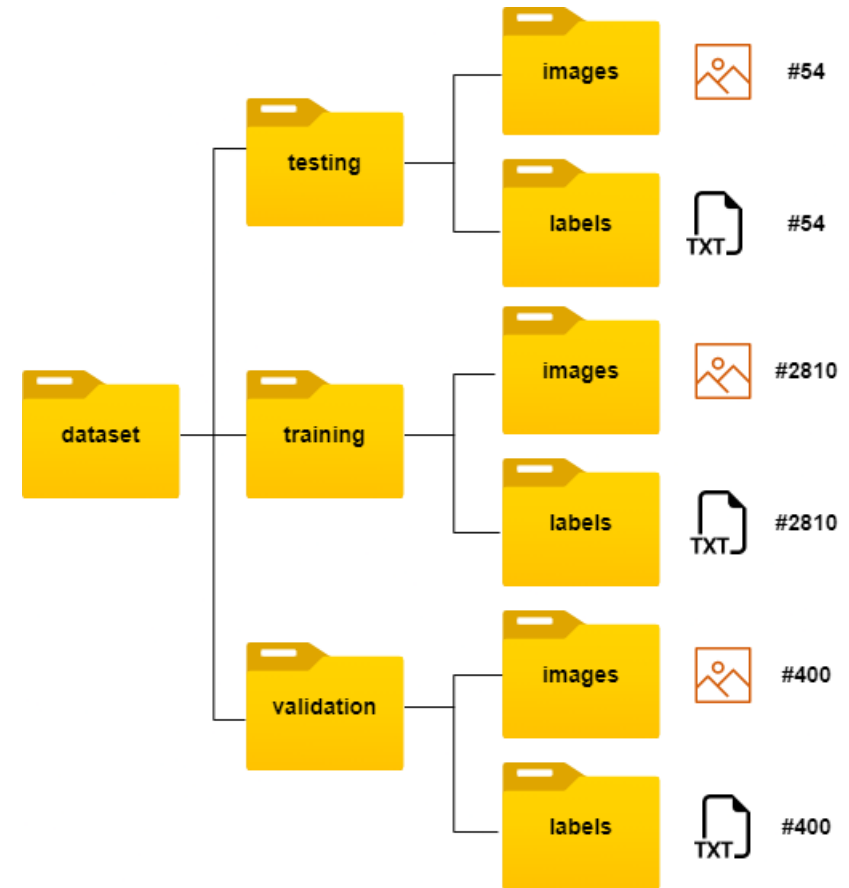 images
#54
testing
labels
TXT
#54
images
#2810
dataset
training
labels
TXT
#2810
images
#400
validation
labels
TXT
#400